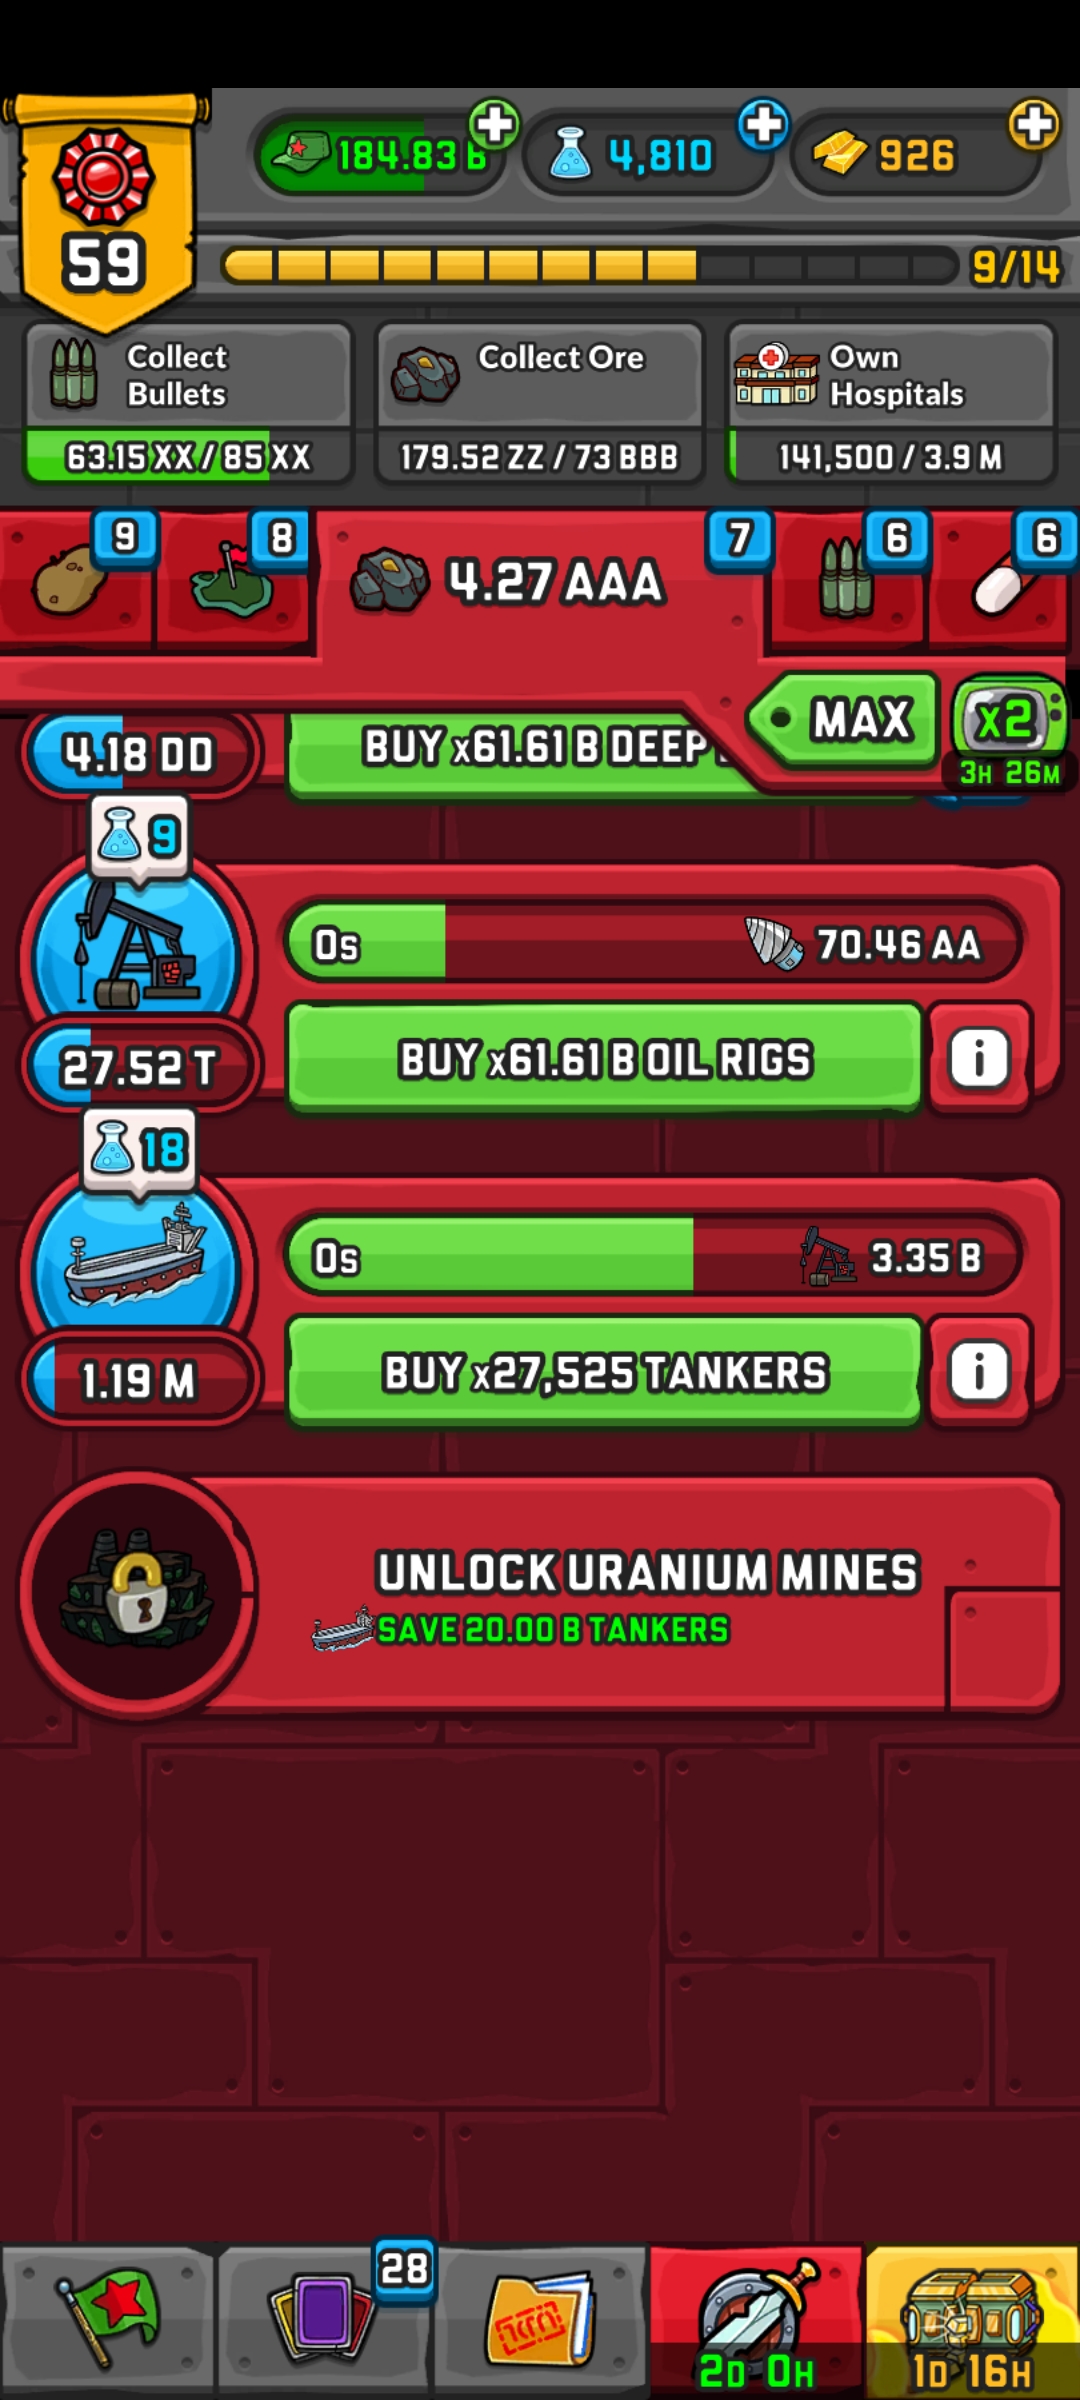 184.83 B
4,810
926
59
9/14
Collect
Bullets
63.15 XX / 85 XX
Collect Ore
179.52 ZZ / 73 BBB
Own
Hospitals
141,500 / 3.9 M
9
8
4.27 AAA
7
6
6
MAX
x2
3H 26M
4.18 DD
BUY x61.61 B DEEP
9
0s
70.46 AA
27.52 T
BUY x61.61 B OIL RIGS
i
18
0s
3.35 B
1.19 M
BUY x27,525 TANKERS
i
UNLOCK URANIUM MINES
SAVE 20.00 B TANKERS
28
2D 0H
1D 16H